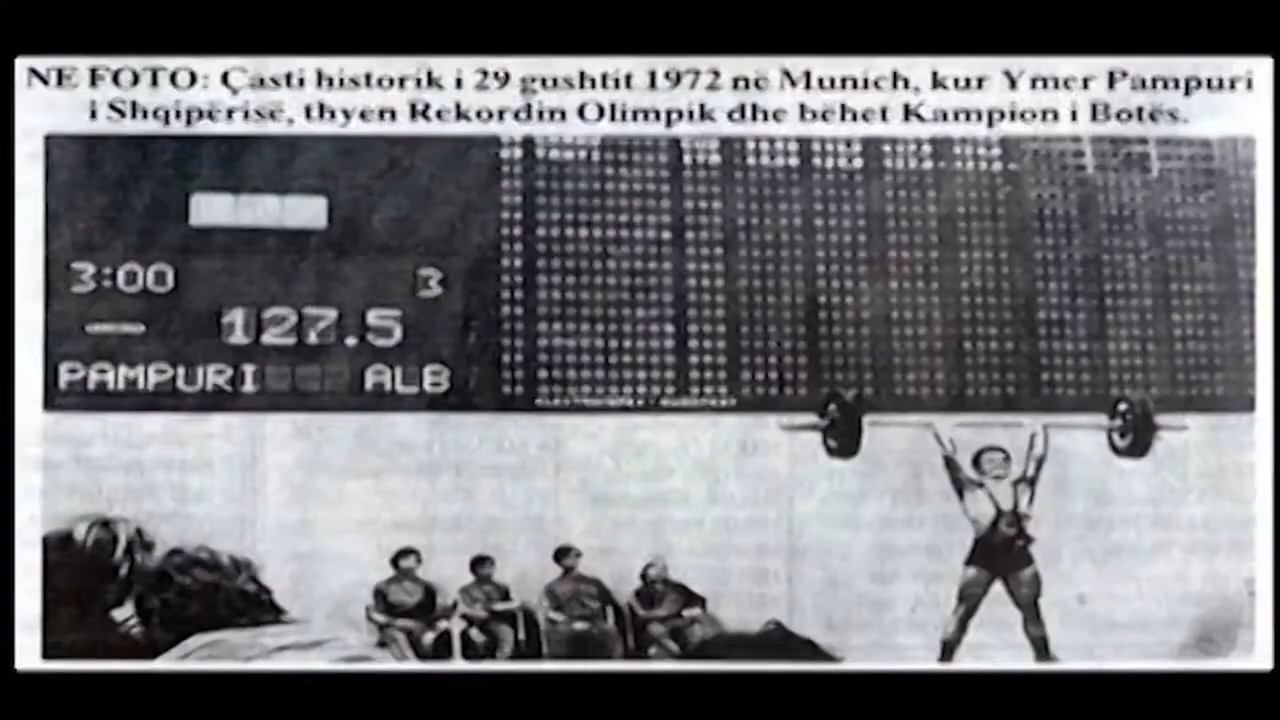 NE FOTO: Çasti historik i 29 gushtit 1972 në Munich, kur Ymer Pampuri
i Shqipërisë, thyen Rekordin Olimpik dhe bëhet Kampion i Botës.
3:00 3
127.5
PAMPURI ALB